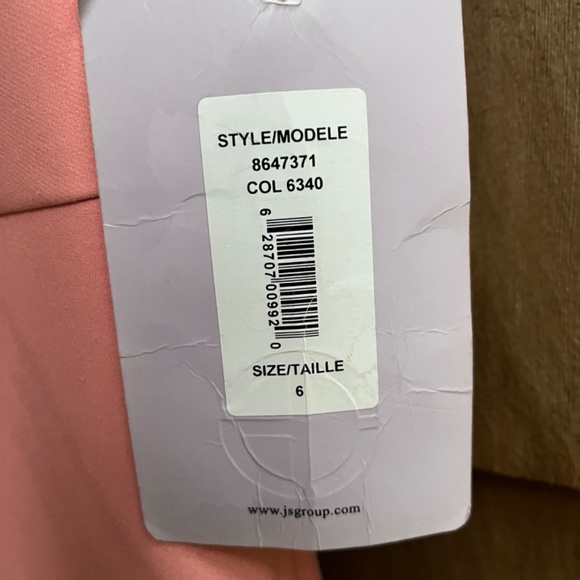 STYLE/MODELE
8647371
COL 6340
6 28707 00992 0
SIZE/TAILLE
6
www.jsgroup.com